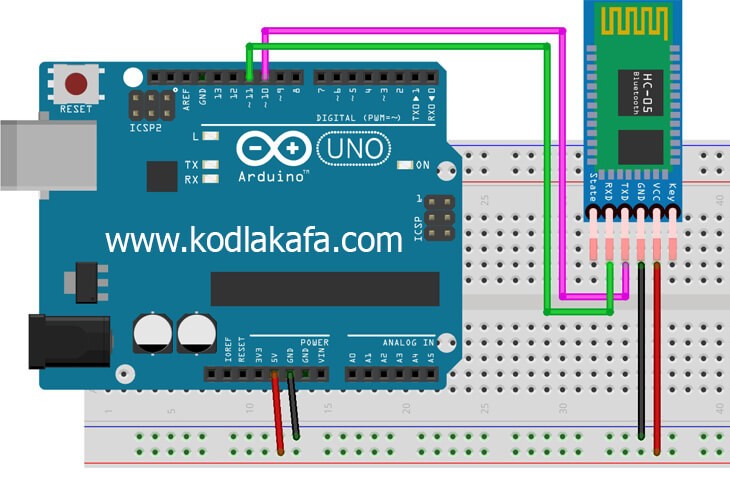 RESET
ICSP2
AREF
GND
13
12
~11
~10
~9
8
7
~6
~5
4
~3
2
TX0▶1
RX0◀0
DIGITAL (PWM=~)
L
TX
RX
Arduino™
UNO
ON
1
ICSP
www.kodlakafa.com
IOREF
RESET
3V3
5V
GND
GND
VIN
POWER
ANALOG IN
A0
A1
A2
A3
A4
A5
HC-05
Bluetooth
State
RXD
TXD
GND
VCC
Key
25
40
1
5
10
15
20
25
30
40